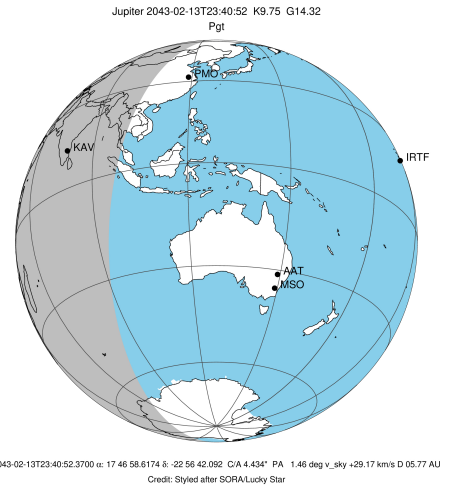 Jupiter 2043-02-13T23:40:52 K9.75 G14.32
Pgt
PMO
KAV
IRTF
AAT
MSO
043-02-13T23:40:52.3700 α: 17 46 58.6174 δ: -22 56 42.092 C/A 4.434" PA 1.46 deg v_sky +29.17 km/s D 05.77 AU
Credit: Styled after SORA/Lucky Star